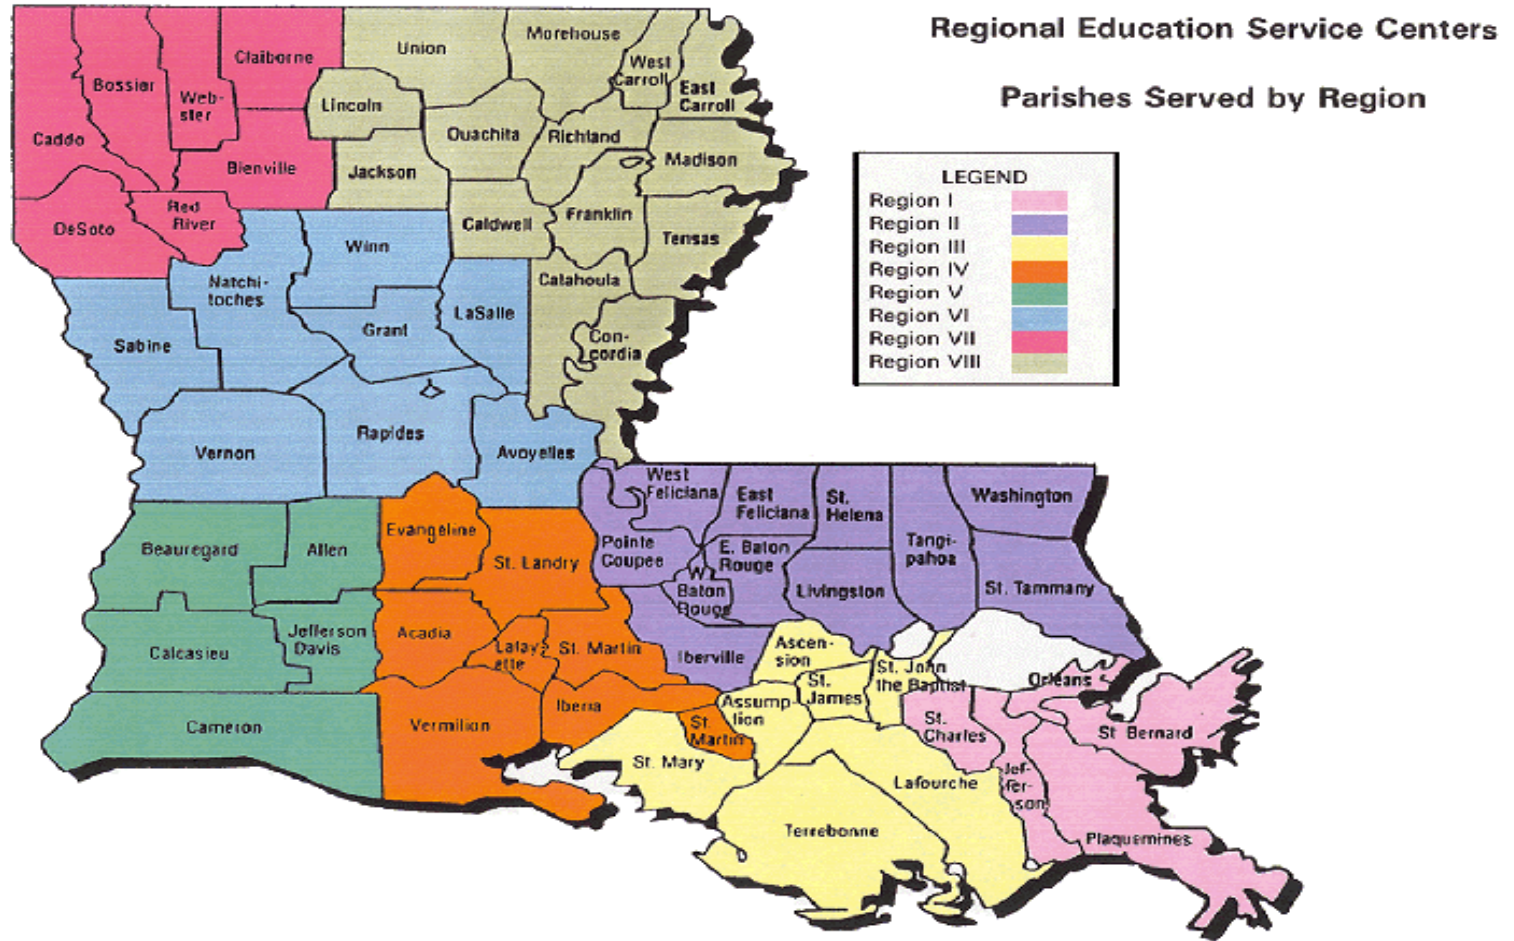 Regional Education Service Centers
Parishes Served by Region
LEGEND
Region I
Region II
Region III
Region IV
Region V
Region VI
Region VII
Region VIII
Caddo
Bossier
Web-
ster
Claiborne
Union
Morehouse
West
Carroll
East
Carroll
Lincoln
Ouachita
Richland
Madison
Bienville
Jackson
DeSoto
Red
River
Caldwell
Franklin
Tensas
Winn
Natchi-
toches
Catahoula
LaSalle
Grant
Sabine
Con-
cordia
Vernon
Rapides
Avoyelles
West
Feliciana
East
Feliciana
St.
Helena
Washington
Beauregard
Allen
Evangeline
St. Landry
Pointe
Coupee
E. Baton
Rouge
Tangi-
pahoa
W.
Baton
Rouge
Livingston
St. Tammany
Calcasieu
Jefferson
Davis
Acadia
Lafay-
ette
St. Martin
Iberville
Ascen-
sion
St. John
the Baptist
Orleans
St.
James
Assump-
tion
Cameron
Vermilion
Iberia
St.
Martin
St.
Charles
St Bernard
St. Mary
Lafourche
Jef-
fer-
son
Terrebonne
Plaquemines